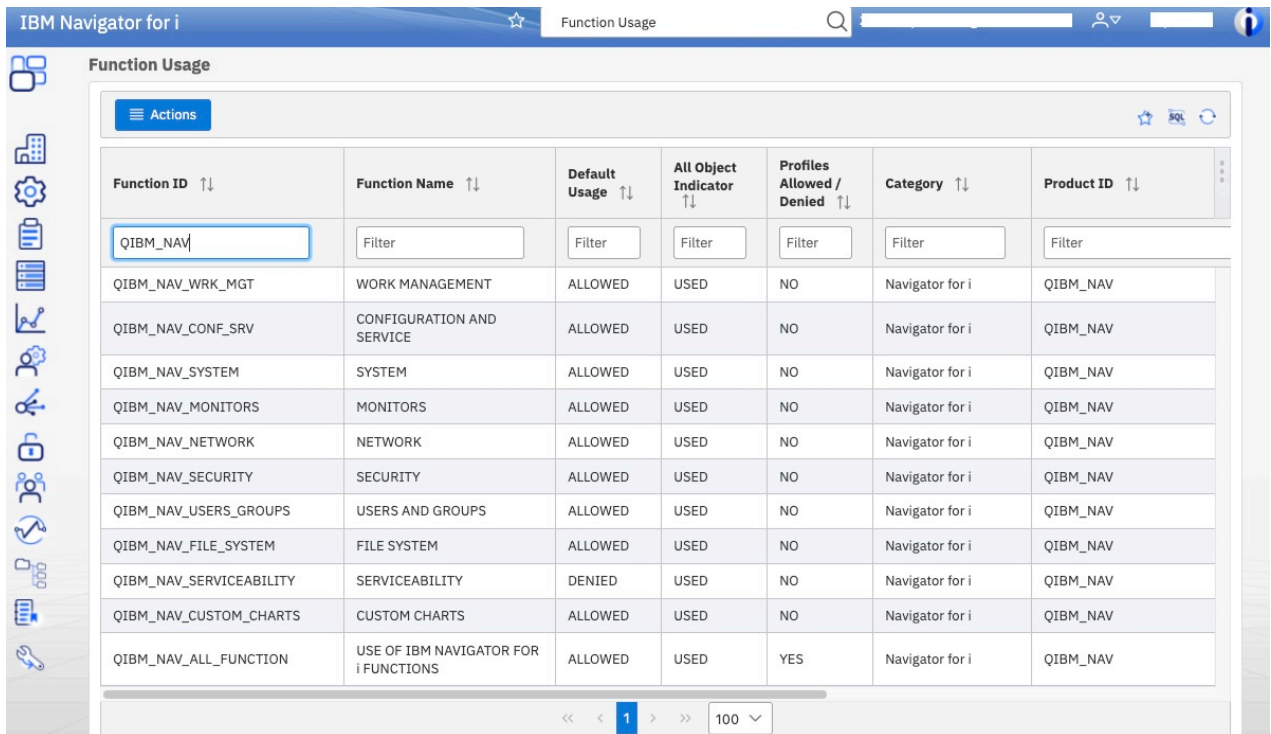 IBM Navigator for i
Function Usage
Function Usage
Actions
SQL
Function ID
Function Name
Default Usage
All Object Indicator
Profiles Allowed / Denied
Category
Product ID
QIBM_NAV
Filter
Filter
Filter
Filter
Filter
Filter
QIBM_NAV_WRK_MGT WORK MANAGEMENT ALLOWED USED NO Navigator for i QIBM_NAV
QIBM_NAV_CONF_SRV CONFIGURATION AND SERVICE ALLOWED USED NO Navigator for i QIBM_NAV
QIBM_NAV_SYSTEM SYSTEM ALLOWED USED NO Navigator for i QIBM_NAV
QIBM_NAV_MONITORS MONITORS ALLOWED USED NO Navigator for i QIBM_NAV
QIBM_NAV_NETWORK NETWORK ALLOWED USED NO Navigator for i QIBM_NAV
QIBM_NAV_SECURITY SECURITY ALLOWED USED NO Navigator for i QIBM_NAV
QIBM_NAV_USERS_GROUPS USERS AND GROUPS ALLOWED USED NO Navigator for i QIBM_NAV
QIBM_NAV_FILE_SYSTEM FILE SYSTEM ALLOWED USED NO Navigator for i QIBM_NAV
QIBM_NAV_SERVICEABILITY SERVICEABILITY DENIED USED NO Navigator for i QIBM_NAV
QIBM_NAV_CUSTOM_CHARTS CUSTOM CHARTS ALLOWED USED NO Navigator for i QIBM_NAV
QIBM_NAV_ALL_FUNCTION USE OF IBM NAVIGATOR FOR i FUNCTIONS ALLOWED USED YES Navigator for i QIBM_NAV
<< < 1 > >> 100